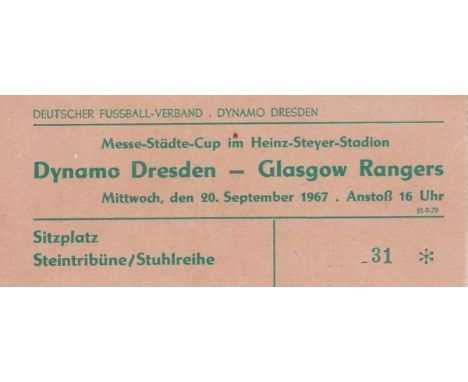 DEUTSCHER FUSSBALL-VERBAND . DYNAMO DRESDEN
Messe-Städte-Cup im Heinz-Steyer-Stadion
Dynamo Dresden — Glasgow Rangers
Mittwoch, den 20. September 1967 . Anstoß 16 Uhr
Sitzplatz
Steintribüne/Stuhlreihe
31 *